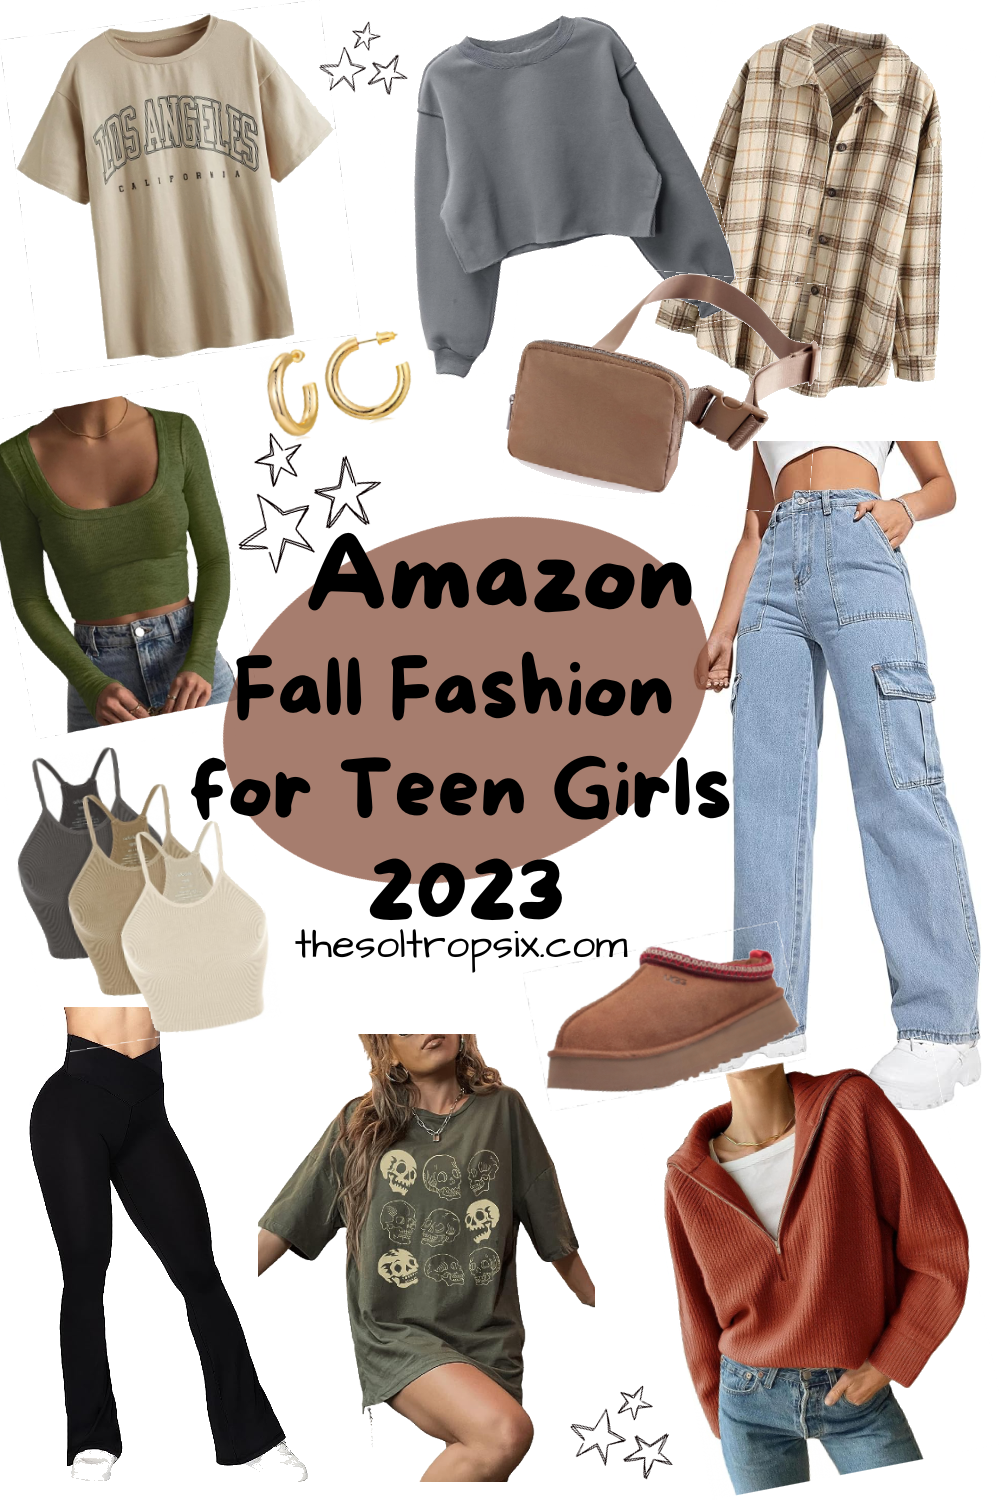 LOS ANGELES
CALIFORNIA
Amazon
Fall Fashion
for Teen Girls
2023
thesoltropsix.com